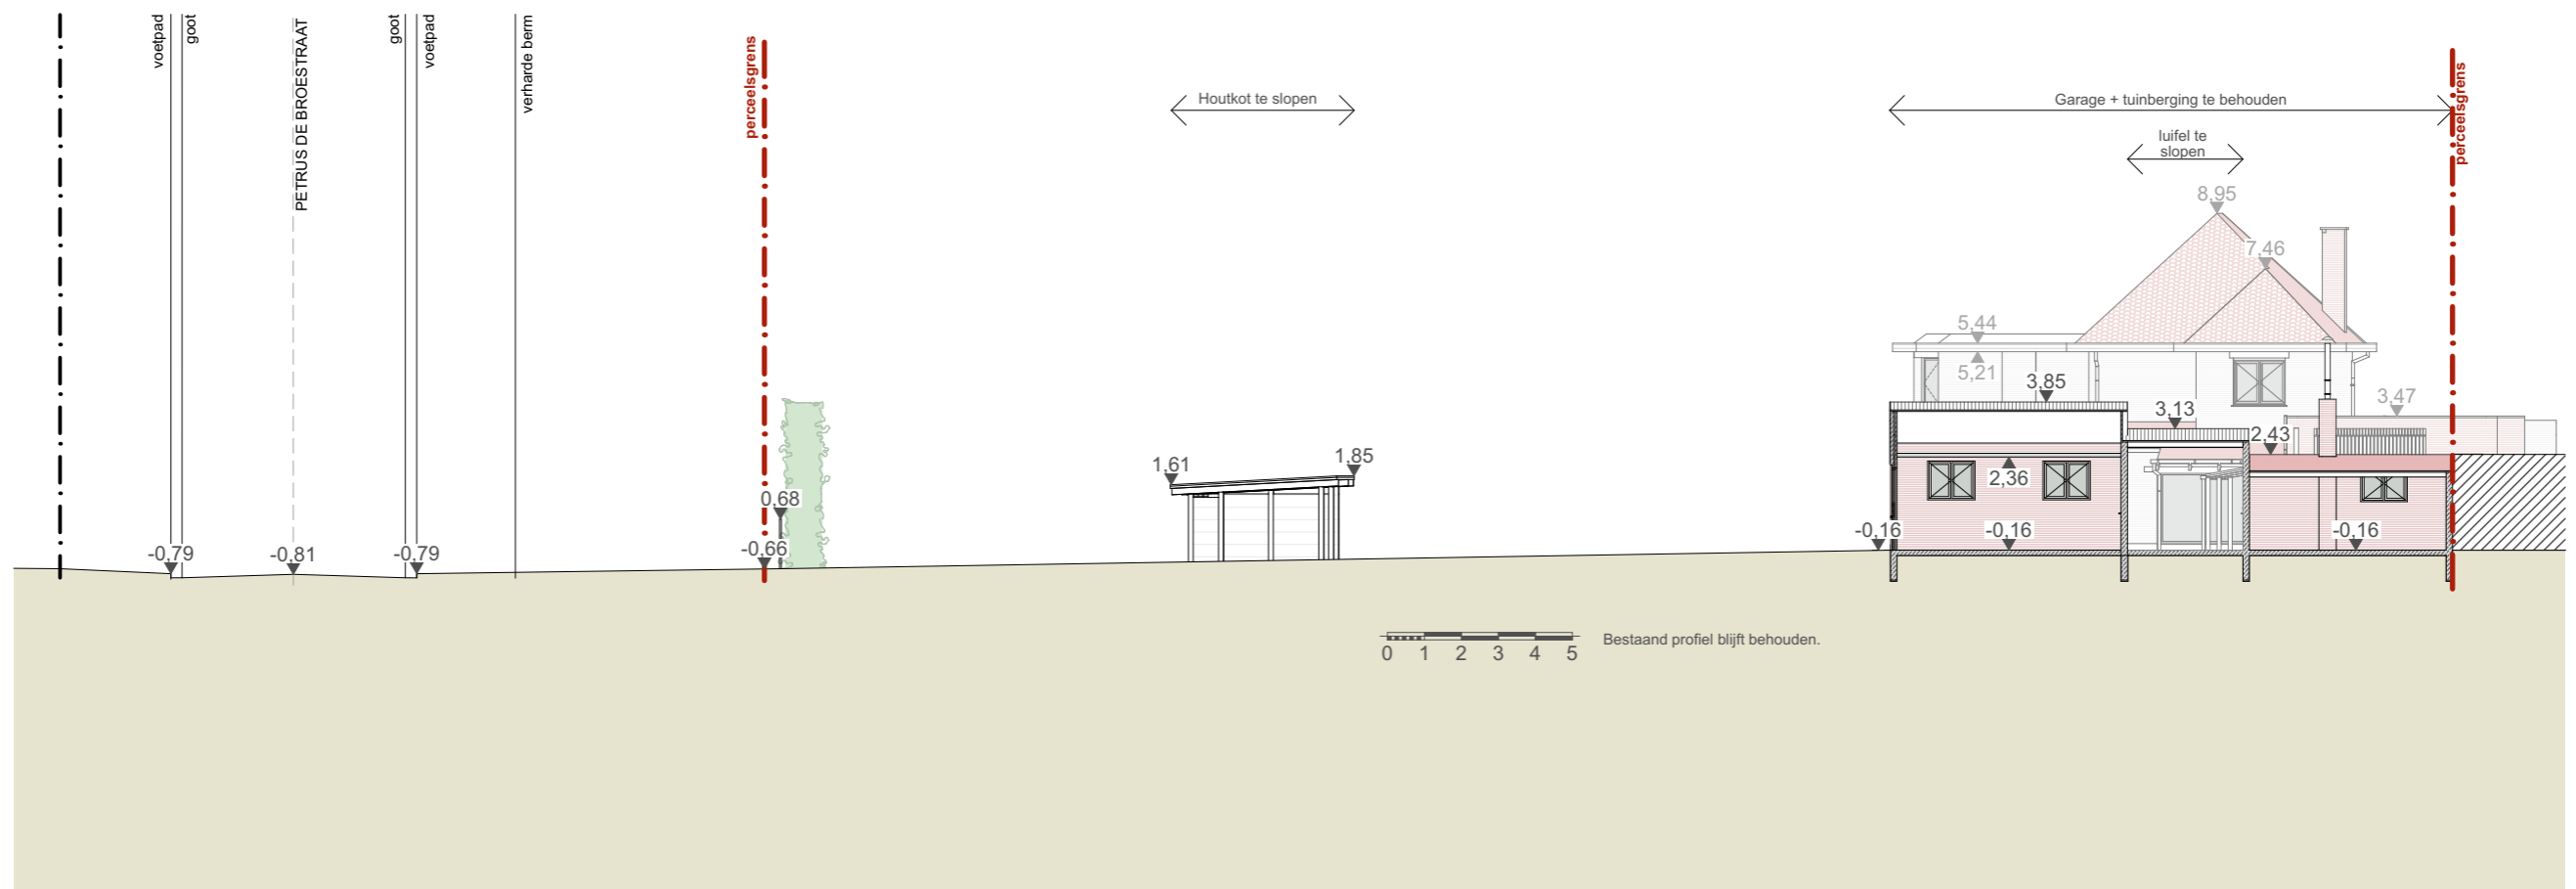 voetpad
goot
PETRUS DE BROESTRAAT
goot
voetpad
verharde berm
perceelsgrens
Houtkot te slopen
Garage + tuinberging te behouden
perceelsgrens
luifel te
slopen
8,95
7,46
5,44
5,21
3,85
3,47
3,13
2,43
2,36
1,61
1,85
0,68
-0,79
-0,81
-0,79
-0,66
-0,16
-0,16
-0,16
0 1 2 3 4 5
Bestaand profiel blijft behouden.